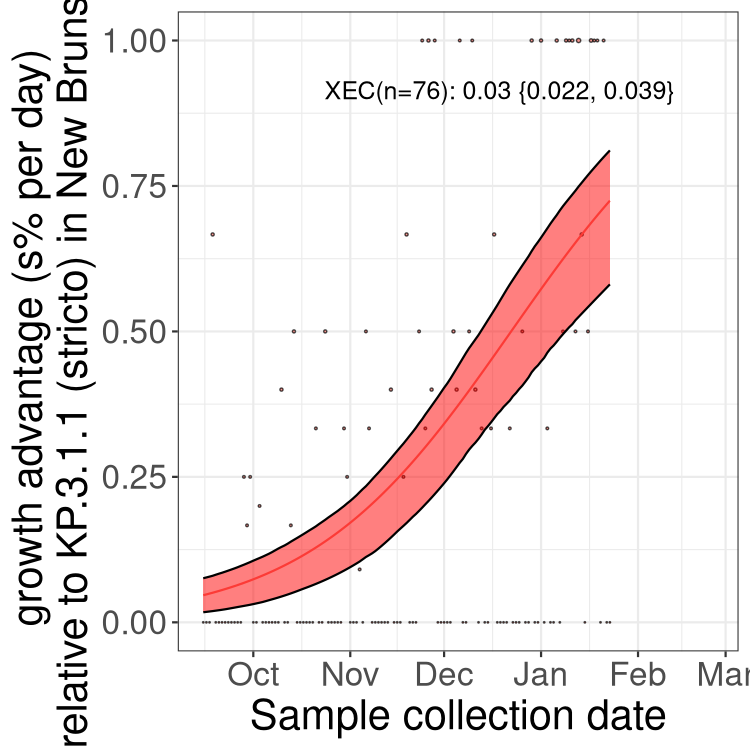 growth advantage (s% per day)
relative to KP.3.1.1 (stricto) in New Bruns
1.00
0.75
0.50
0.25
0.00
XEC(n=76): 0.03 {0.022, 0.039}
Oct Nov Dec Jan Feb Mar
Sample collection date